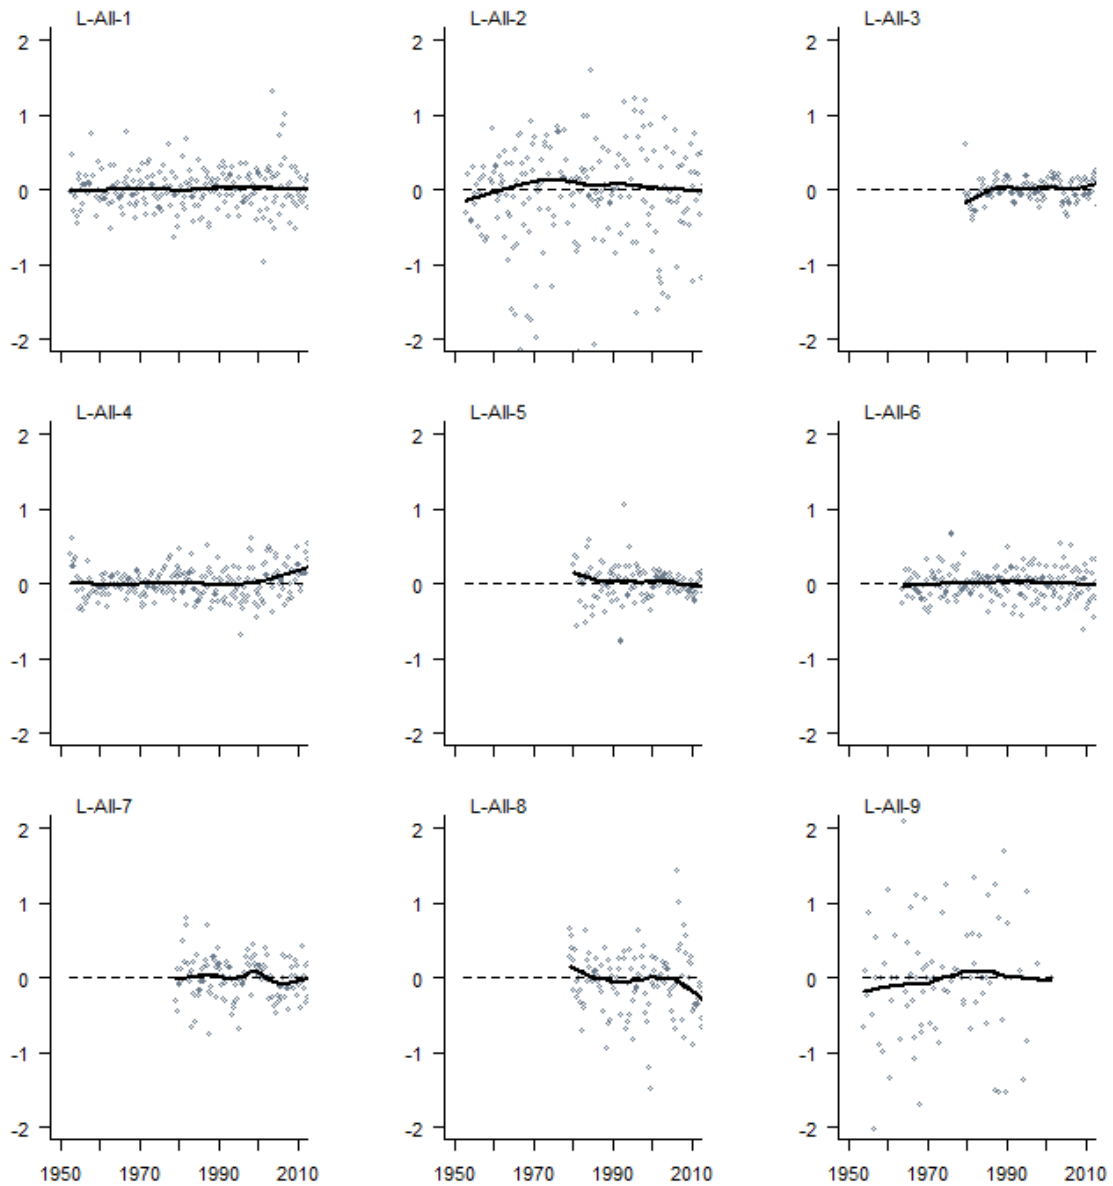 L-All-1 L-All-2 L-All-3
2 2 2
1 1 1
0 0 0
-1 -1 -1
-2 -2 -2
L-All-4 L-All-5 L-All-6
2 2 2
1 1 1
0 0 0
-1 -1 -1
-2 -2 -2
L-All-7 L-All-8 L-All-9
2 2 2
1 1 1
0 0 0
-1 -1 -1
-2 -2 -2
1950 1970 1990 2010 1950 1970 1990 2010 1950 1970 1990 2010